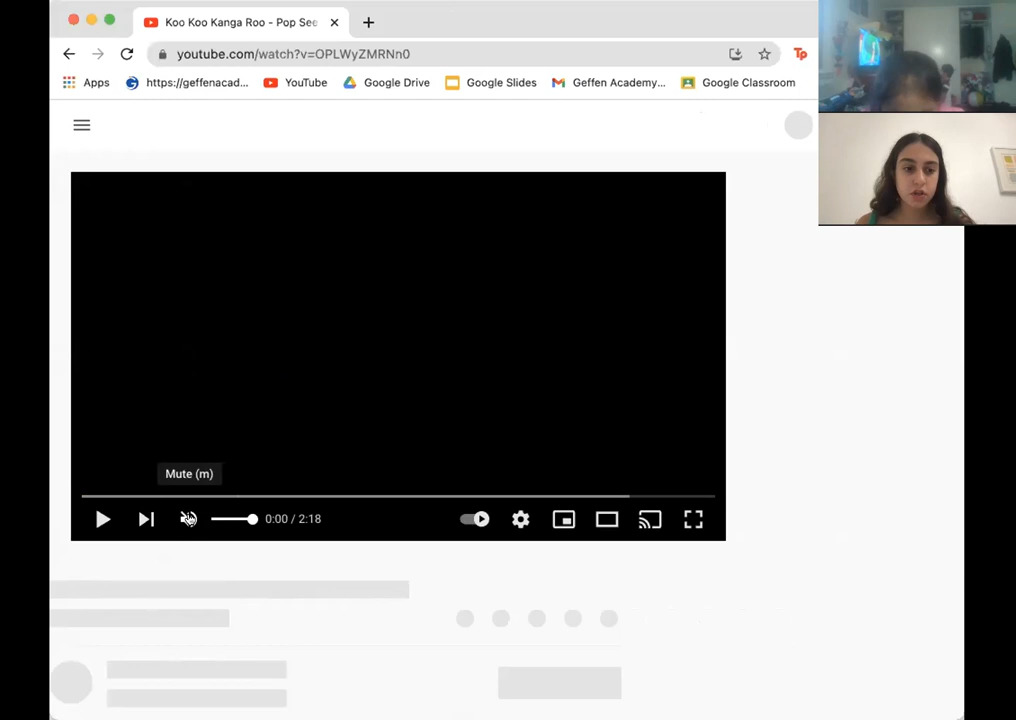 Koo Koo Kanga Roo - Pop See
youtube.com/watch?v=OPLWyZMRNn0
Tp
Apps https://geffenacad... YouTube Google Drive Google Slides Geffen Academy... Google Classroom
Mute (m)
0:00 / 2:18